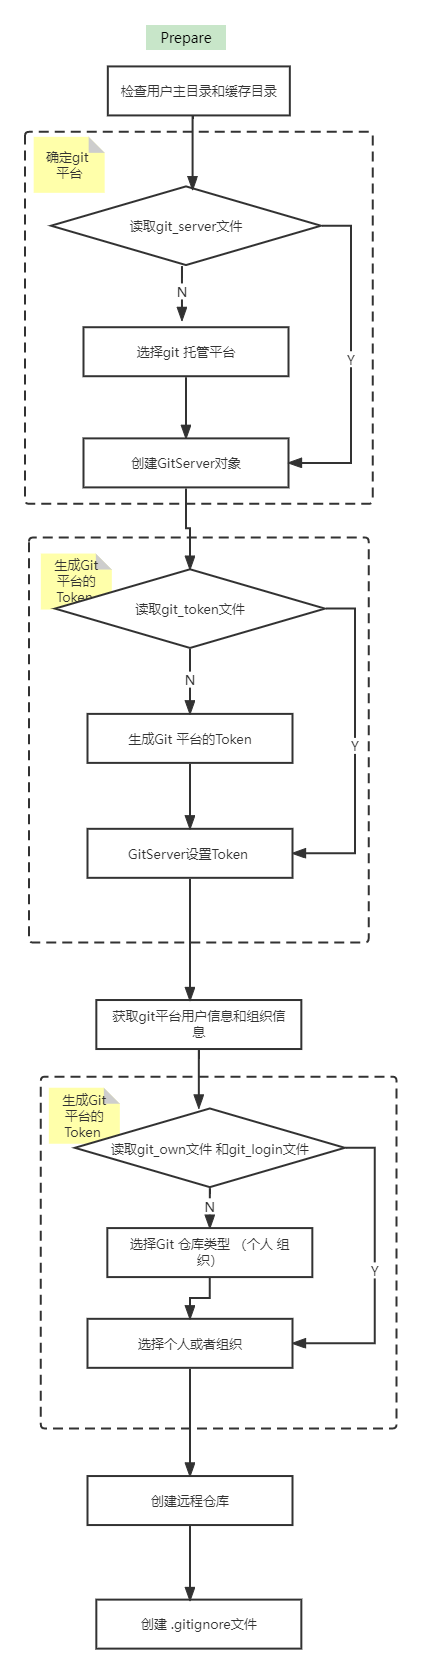 Prepare
检查用户主目录和缓存目录
确定git
平台
读取git_server文件
N
选择git 托管平台
Y
创建GitServer对象
生成Git
平台的
Token
读取git_token文件
N
生成Git 平台的Token
Y
GitServer设置Token
获取git平台用户信息和组织信
息
生成Git
平台的
Token
读取git_own文件 和git_login文件
N
选择Git 仓库类型 （个人 组
织）
Y
选择个人或者组织
创建远程仓库
创建 .gitignore文件